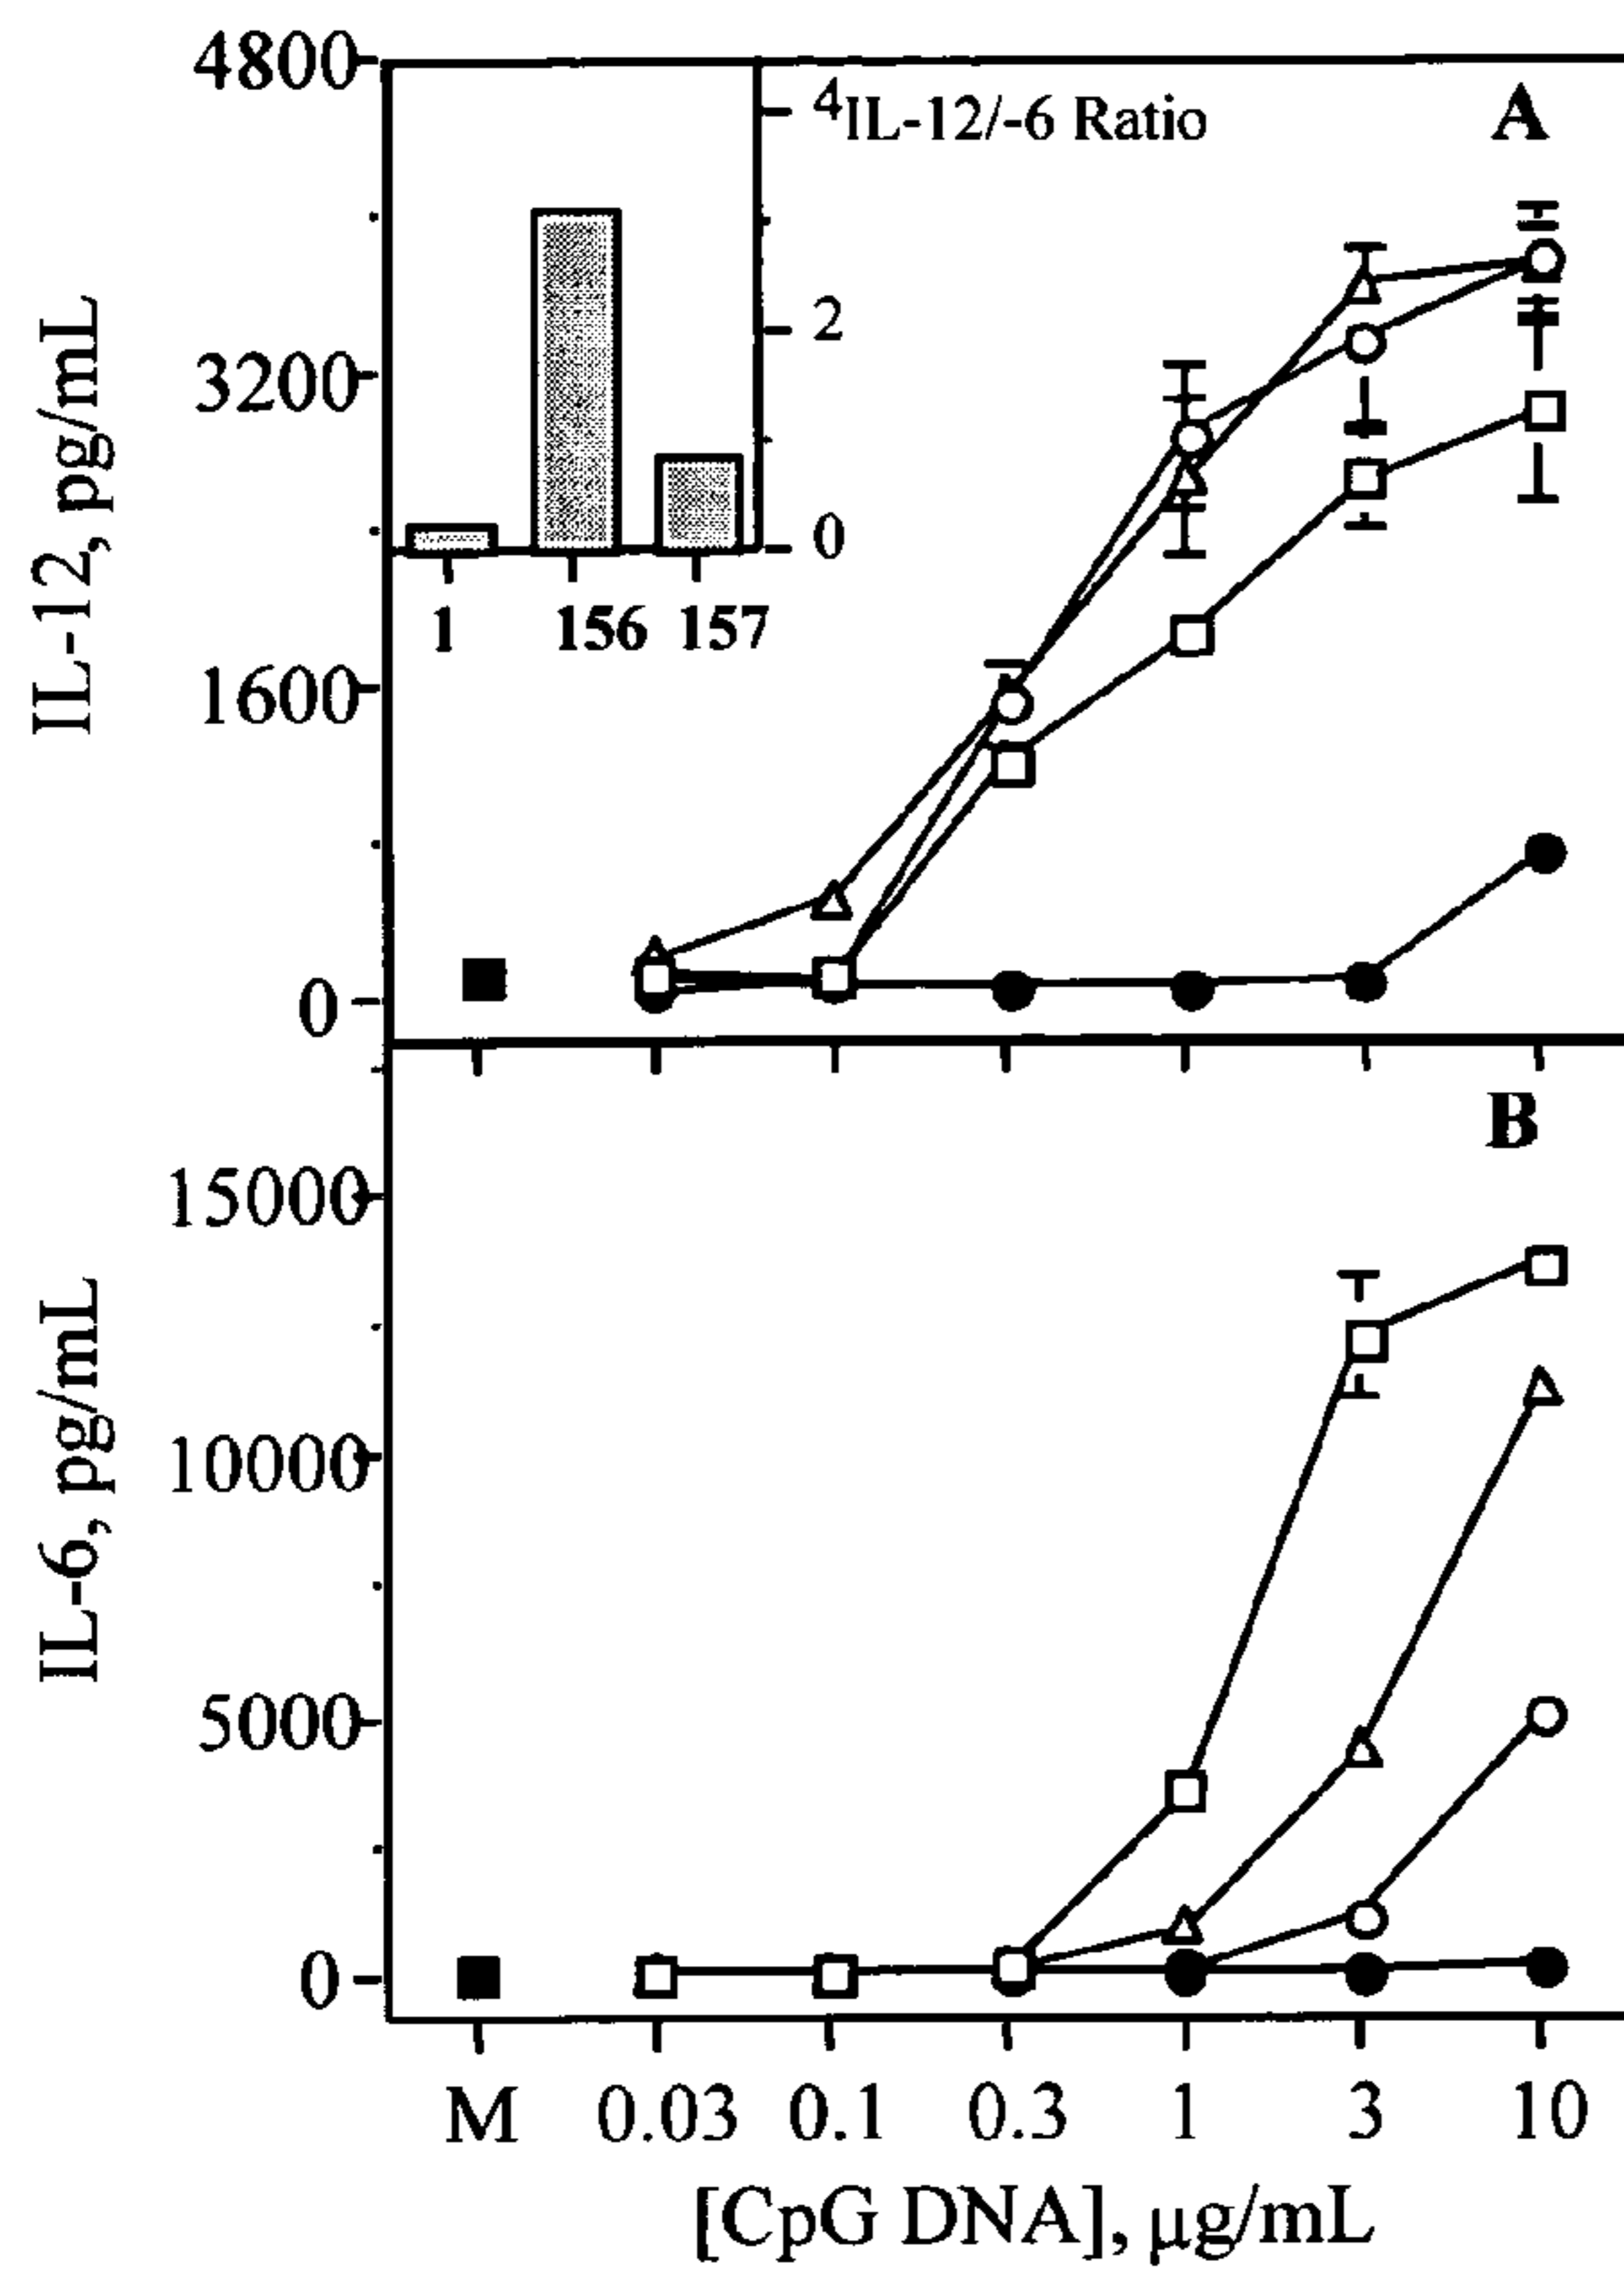 4800
4
IL-12/-6 Ratio
A
2
3200
0
1 156 157
1600
0
IL-12, pg/mL
B
15000
10000
5000
0
IL-6, pg/mL
M 0.03 0.1 0.3 1 3 10
[CpG DNA], µg/mL